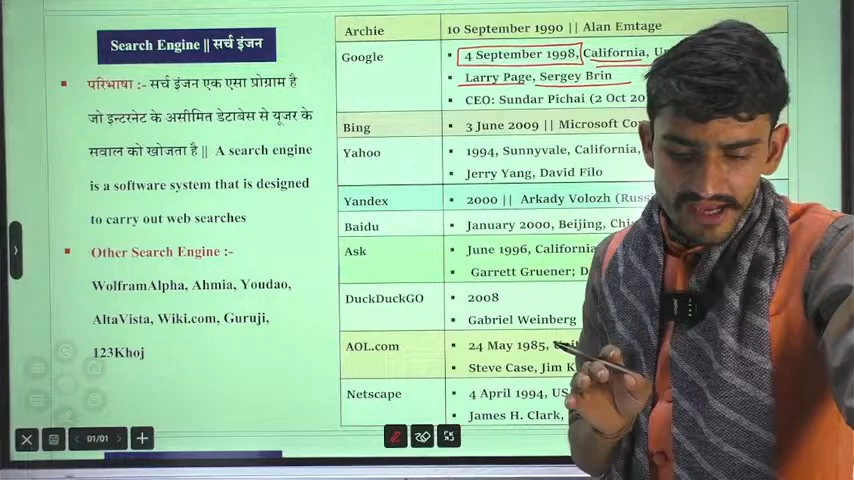 Search Engine || सर्च इंजन
परिभाषा :- सर्च इंजन एक एसा प्रोग्राम है
जो इन्टरनेट के असीमित डेटाबेस से यूजर के
सवाल को खोजता है || A search engine
is a software system that is designed
to carry out web searches
Other Search Engine :-
WolframAlpha, Ahmia, Youdao,
AltaVista, Wiki.com, Guruji,
123Khoj
Archie 10 September 1990 || Alan Emtage
Google 4 September 1998, California,
Larry Page, Sergey Brin
CEO: Sundar Pichai (2 Oct
Bing 3 June 2009 || Microsoft
Yahoo 1994, Sunnyvale, California,
Jerry Yang, David Filo
Yandex 2000 || Arkady Volozh
Baidu January 2000, Beijing,
Ask June 1996, California
Garrett Gruener;
DuckDuckGO 2008
Gabriel Weinberg
AOL.com 24 May 1985,
Steve Case, Jim
Netscape 4 April 1994,
James H. Clark,
01/01